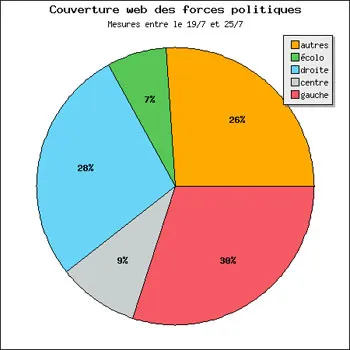 Couverture web des forces politiques
Mesures entre le 19/7 et 25/7
autres
écolo
droite
centre
gauche
7%
26%
28%
9%
30%